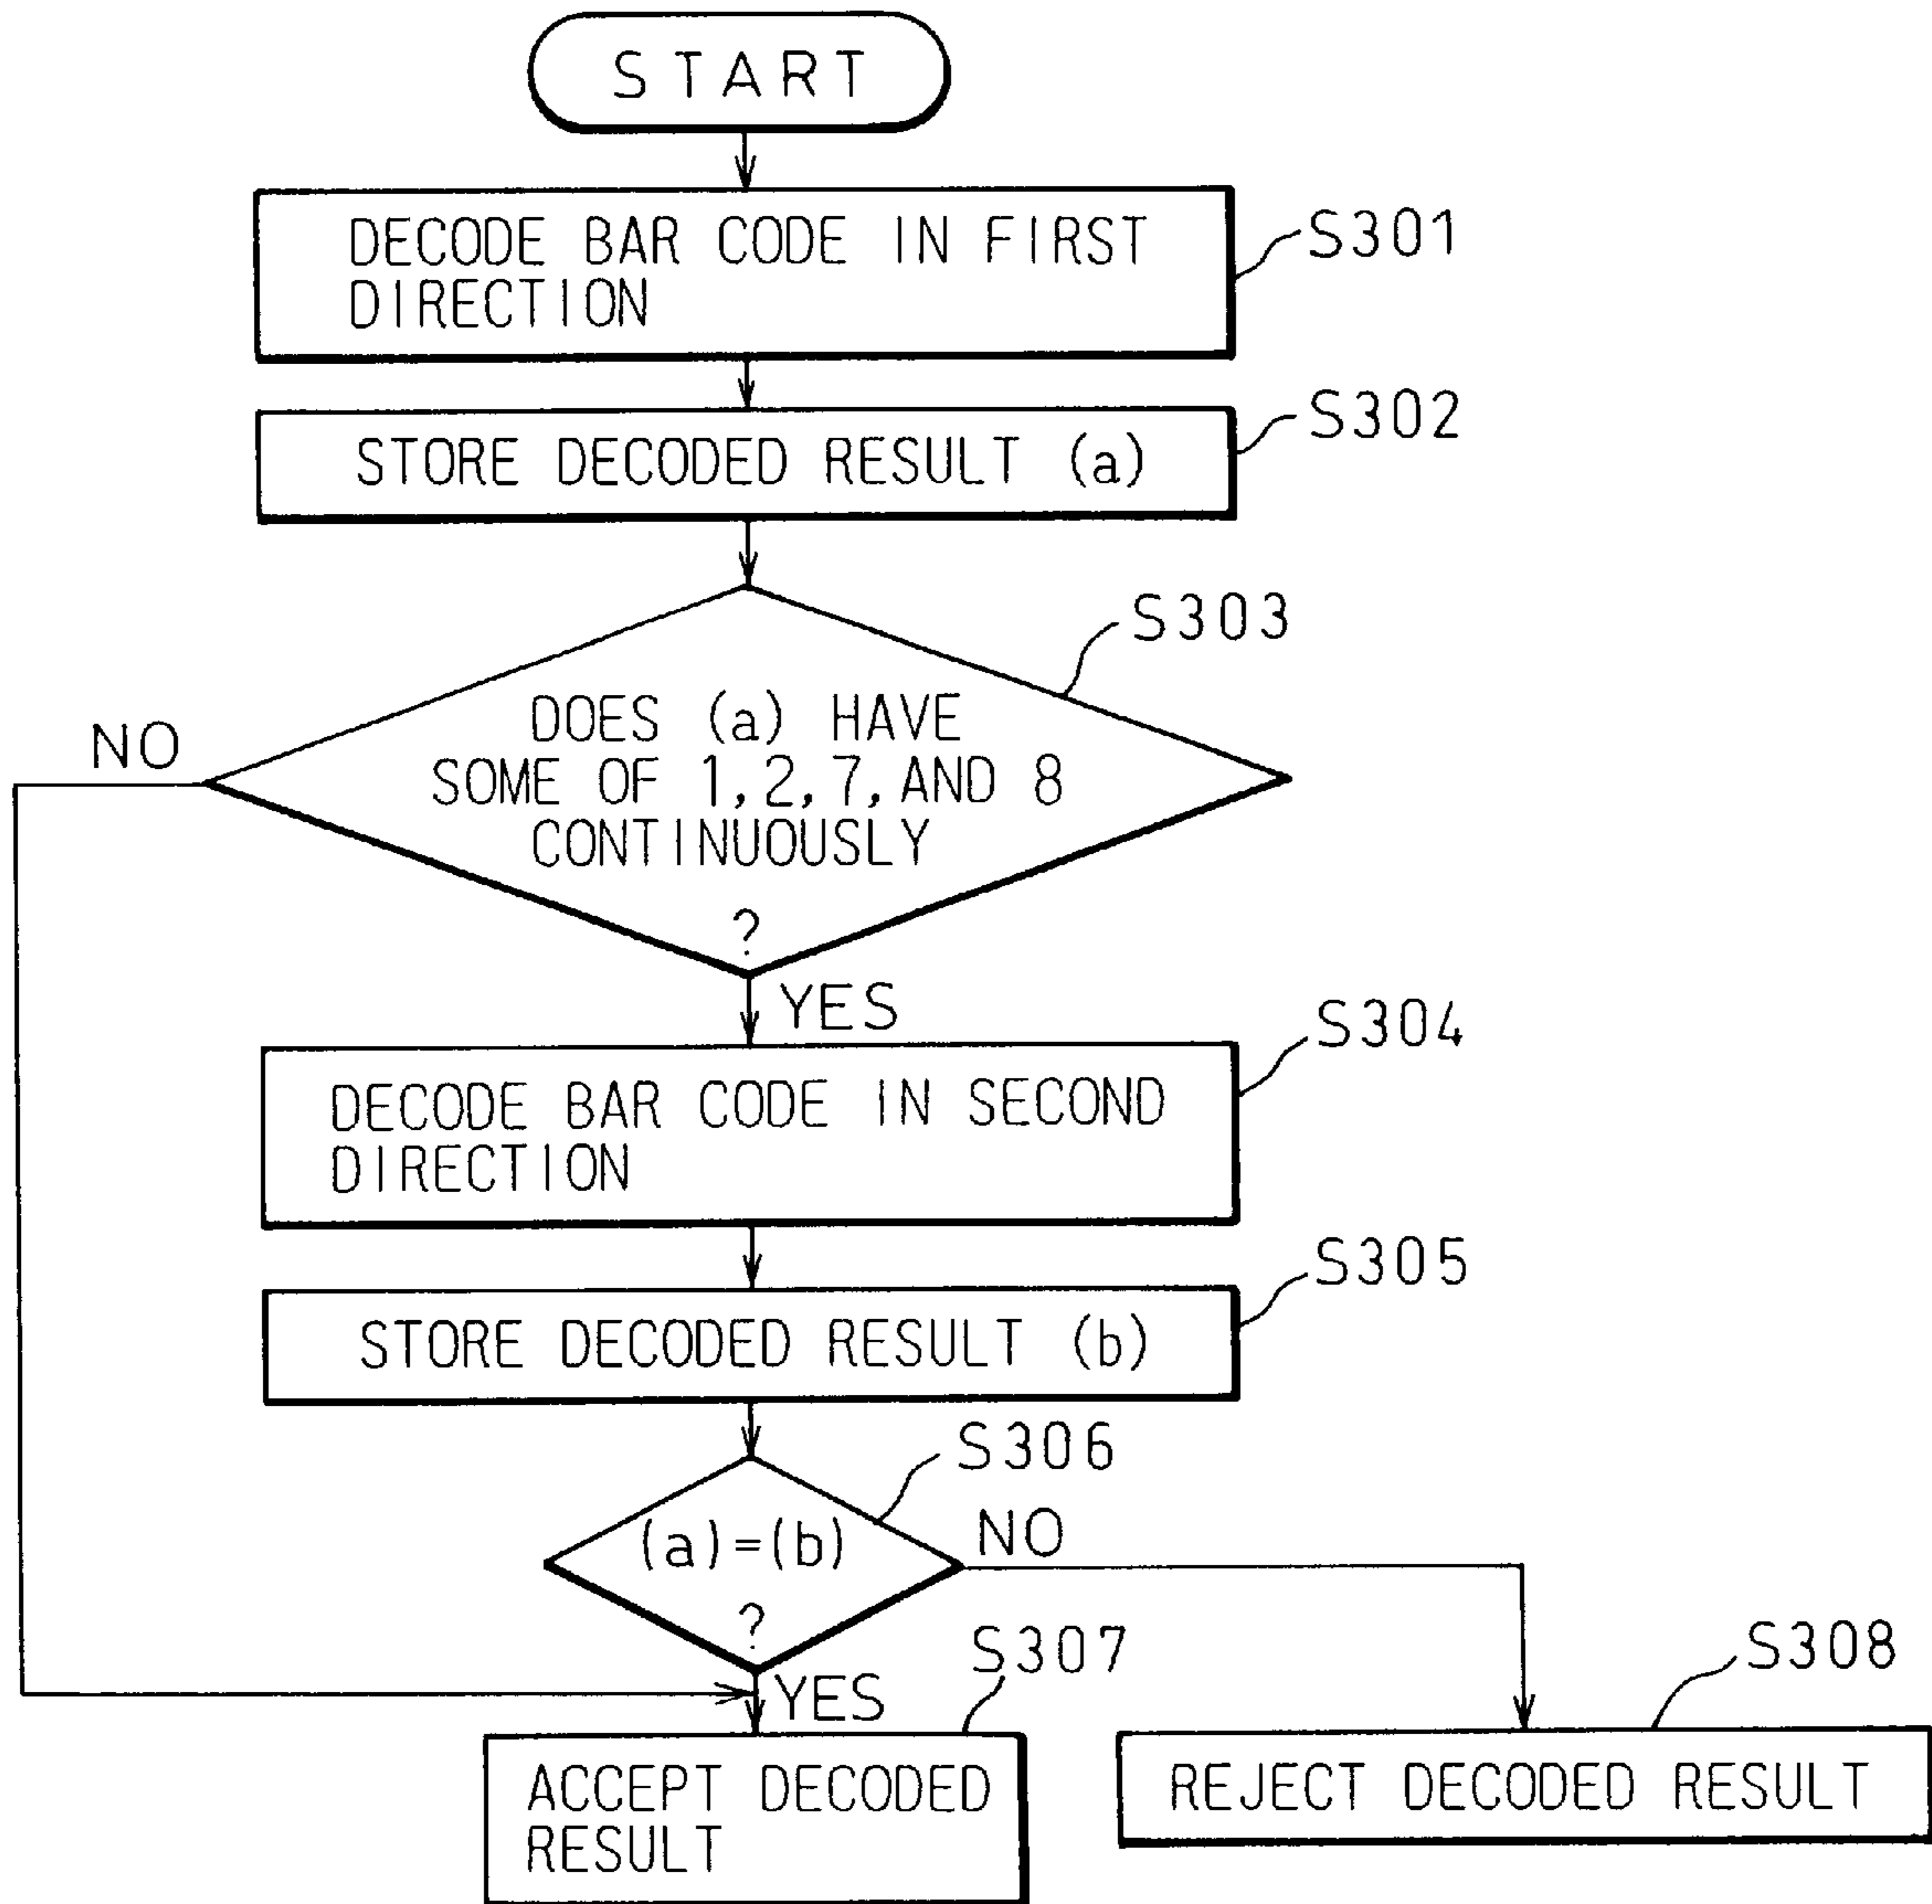 START
DECODE BAR CODE IN FIRST
DIRECTION
S301
STORE DECODED RESULT (a)
S302
S303
DOES (a) HAVE
SOME OF 1,2,7,AND 8
CONTINUOUSLY
?
NO
YES
S304
DECODE BAR CODE IN SECOND
DIRECTION
S305
STORE DECODED RESULT (b)
S306
(a)=(b)
?
NO
YES
S307
ACCEPT DECODED
RESULT
S308
REJECT DECODED RESULT